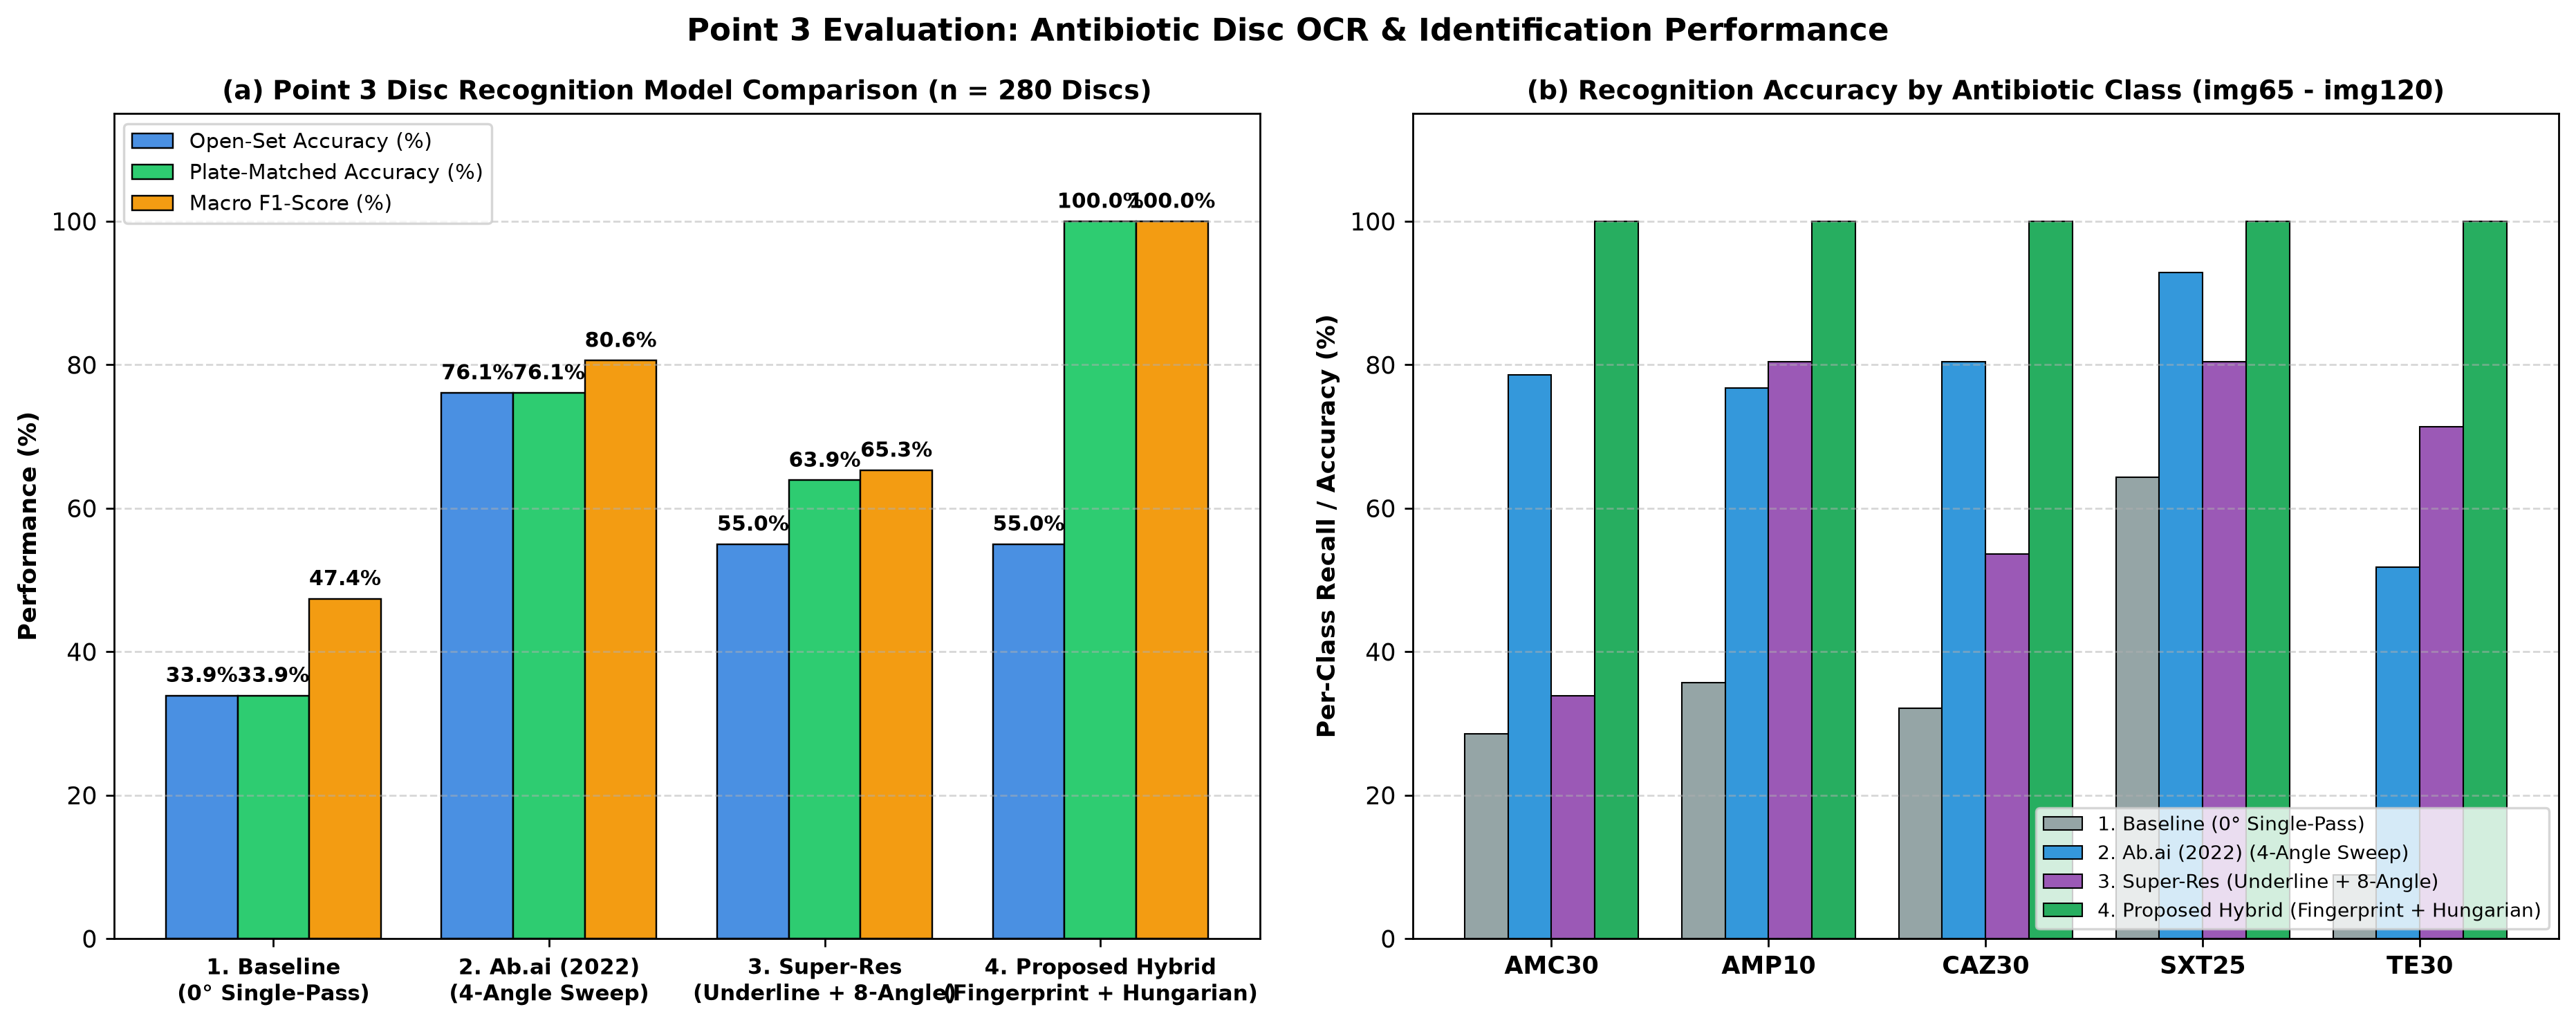 Point 3 Evaluation: Antibiotic Disc OCR & Identification Performance
(a) Point 3 Disc Recognition Model Comparison (n = 280 Discs)
Open-Set Accuracy (%)
Plate-Matched Accuracy (%)
Macro F1-Score (%)
Performance (%)
100
80
60
40
20
0
33.9%
33.9%
47.4%
76.1%
76.1%
80.6%
55.0%
63.9%
65.3%
55.0%
100.0%
100.0%
1. Baseline
(0° Single-Pass)
2. Ab.ai (2022)
(4-Angle Sweep)
3. Super-Res
(Underline + 8-Angle)
4. Proposed Hybrid
(Fingerprint + Hungarian)
(b) Recognition Accuracy by Antibiotic Class (img65 - img120)
Per-Class Recall / Accuracy (%)
100
80
60
40
20
0
1. Baseline (0° Single-Pass)
2. Ab.ai (2022) (4-Angle Sweep)
3. Super-Res (Underline + 8-Angle)
4. Proposed Hybrid (Fingerprint + Hungarian)
AMC30
AMP10
CAZ30
SXT25
TE30